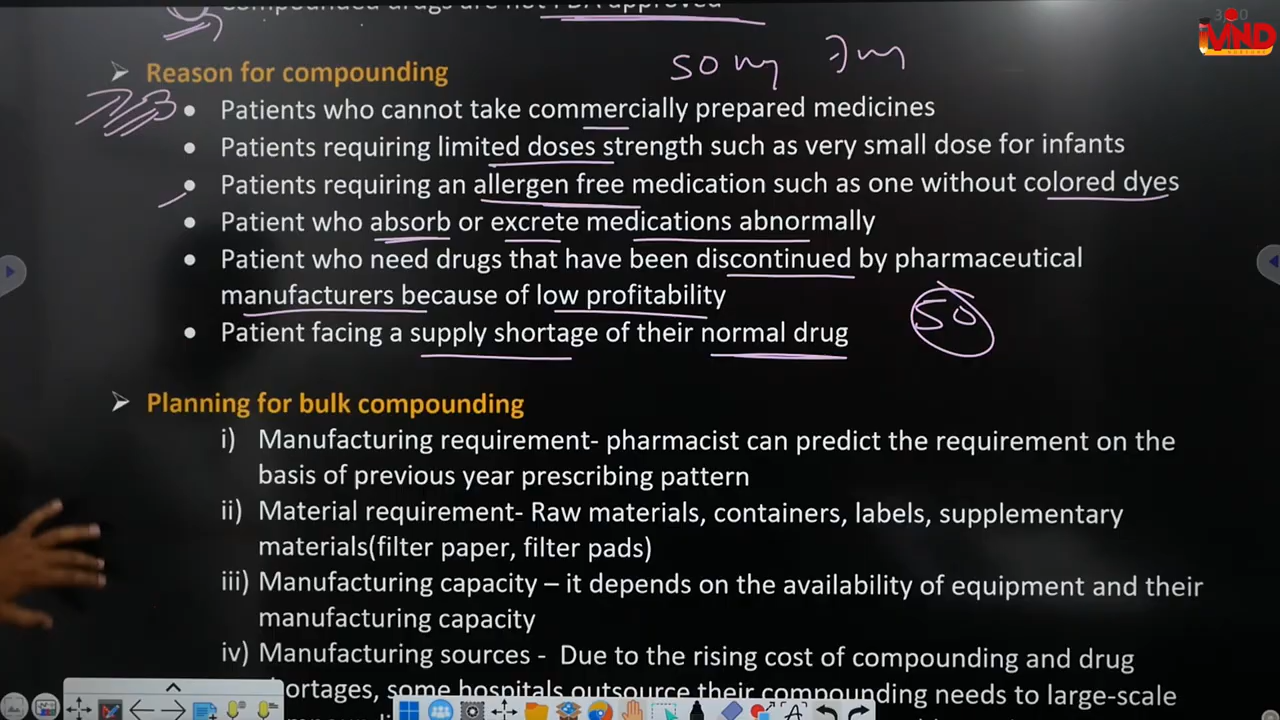 Compounded drugs are not FDA approved
50 mg
➤ Reason for compounding
• Patients who cannot take commercially prepared medicines
• Patients requiring limited doses strength such as very small dose for infants
• Patients requiring an allergen free medication such as one without colored dyes
• Patient who absorb or excrete medications abnormally
• Patient who need drugs that have been discontinued by pharmaceutical
manufacturers because of low profitability
50
• Patient facing a supply shortage of their normal drug
➤ Planning for bulk compounding
i) Manufacturing requirement- pharmacist can predict the requirement on the
basis of previous year prescribing pattern
ii) Material requirement- Raw materials, containers, labels, supplementary
materials(filter paper, filter pads)
iii) Manufacturing capacity – it depends on the availability of equipment and their
manufacturing capacity
iv) Manufacturing sources - Due to the rising cost of compounding and drug
hortages, some hospitals outsource their compounding needs to large-scale